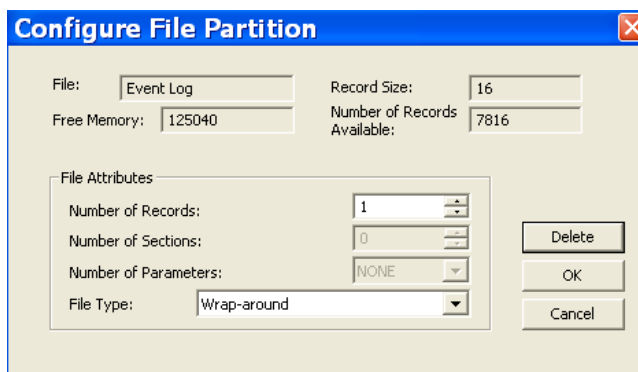 Configure File Partition
File: Event Log Record Size: 16
Free Memory: 125040 Number of Records Available: 7816
File Attributes
Number of Records: 1
Number of Sections: 0
Number of Parameters: NONE
File Type: Wrap-around
Delete
OK
Cancel